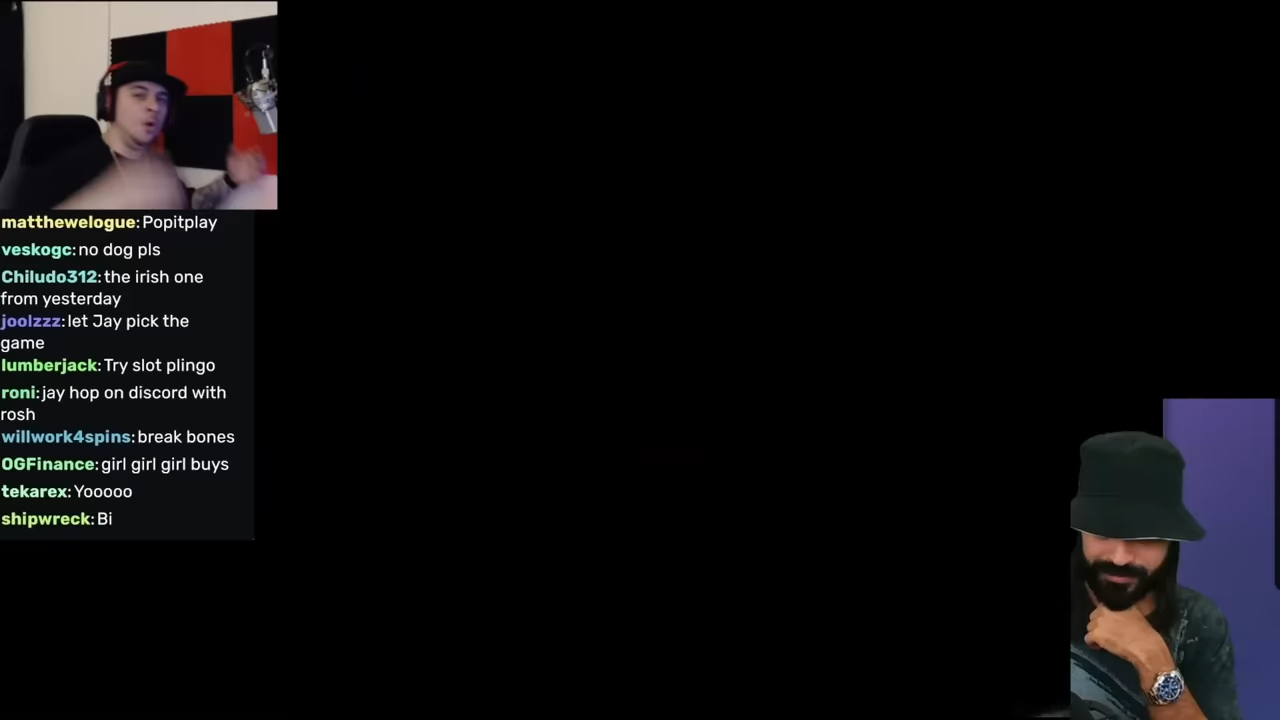 matthewelogue: Popitplay
veskogc: no dog pls
Chiludo312: the irish one
from yesterday
joolzzz: let Jay pick the
game
lumberjack: Try slot plingo
roni: jay hop on discord with
rosh
willwork4spins: break bones
OGFinance: girl girl girl buys
tekarex: Yooooo
shipwreck: Bi